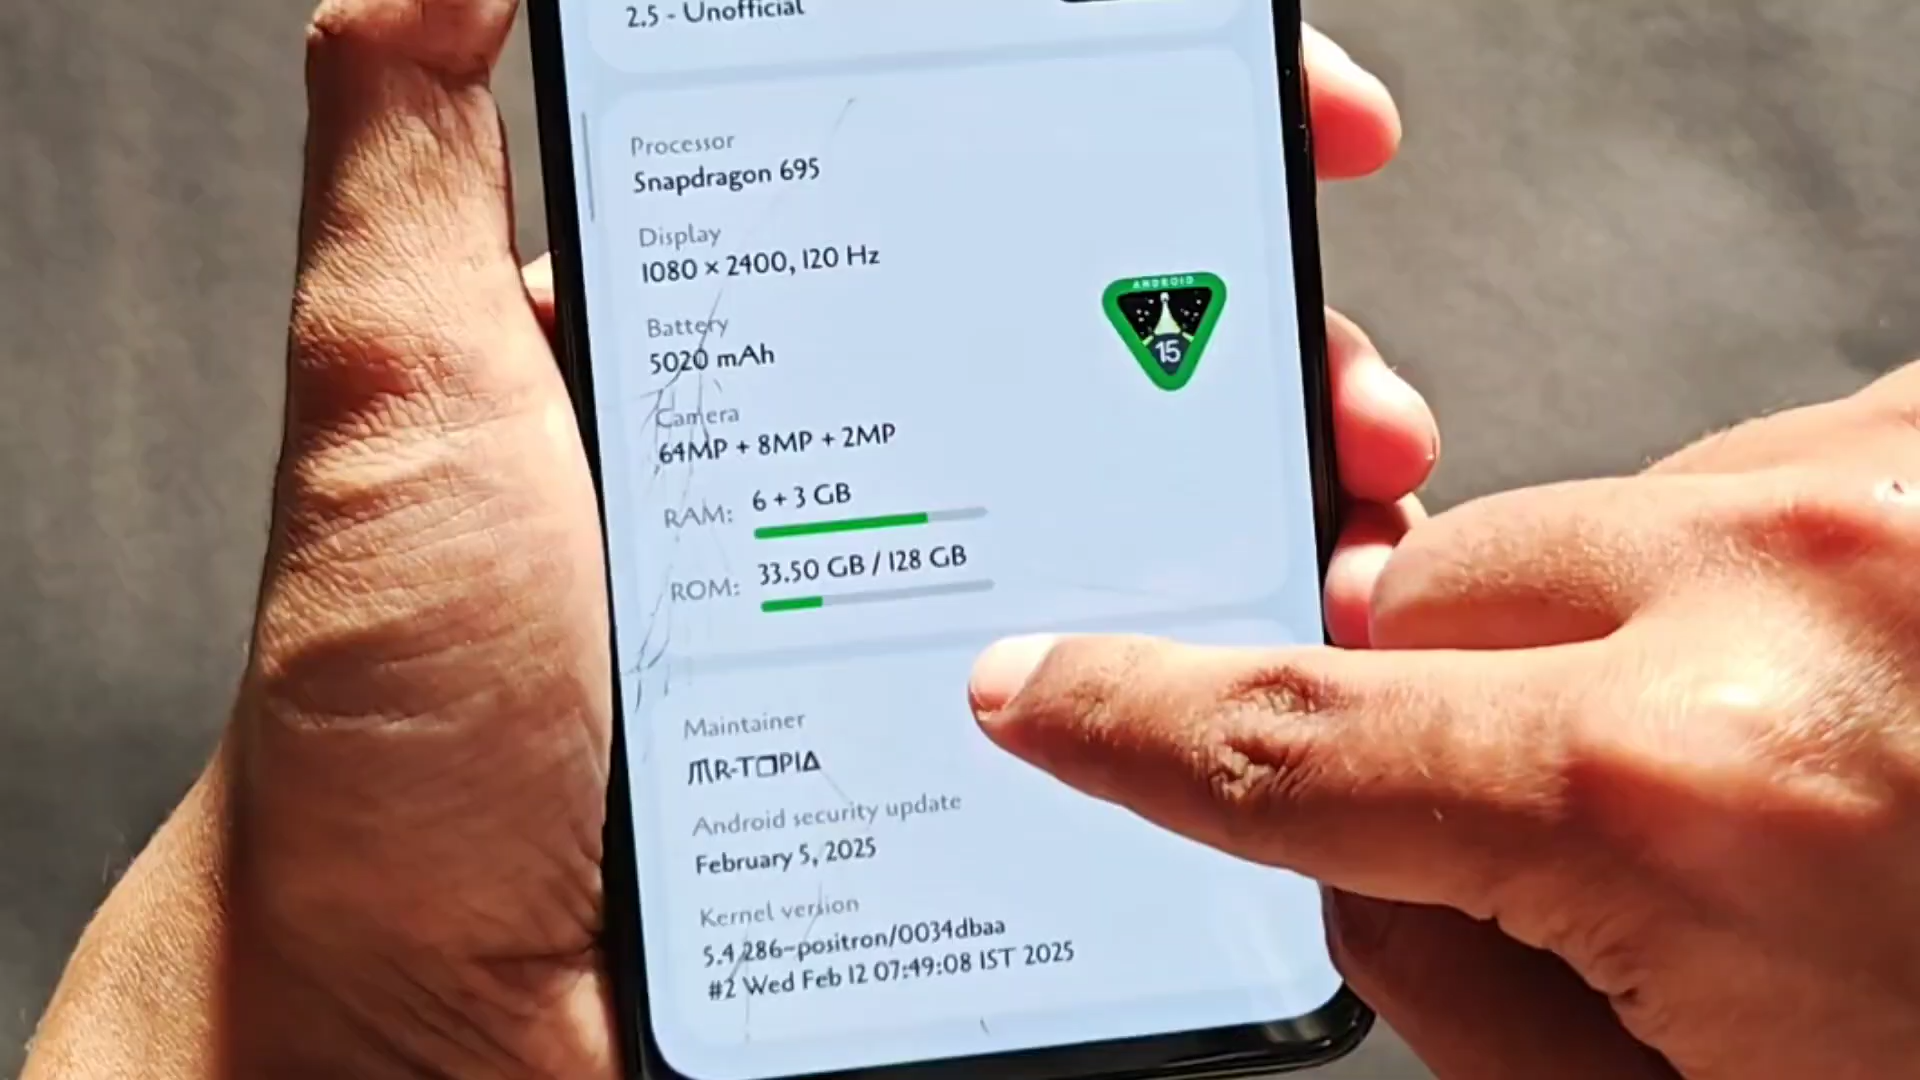 2.5 - Unofficial
Processor
Snapdragon 695
Display
1080 × 2400, 120 Hz
ANDROID
15
Battery
5020 mAh
Camera
64MP + 8MP + 2MP
RAM: 6 + 3 GB
ROM: 33.50 GB / 128 GB
Maintainer
MR-TOPIA
Android security update
February 5, 2025
Kernel version
5.4.286-positron/0034dbaa
#2 Wed Feb 12 07:49:08 IST 2025